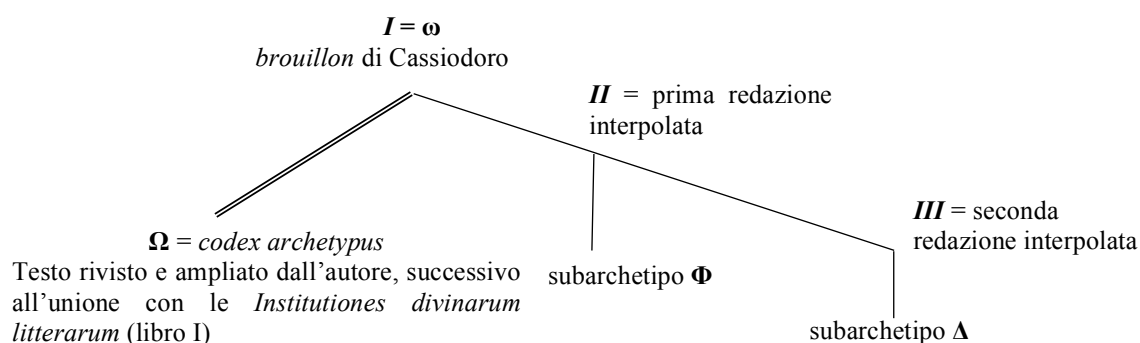 I = ω
brouillon di Cassiodoro
II = prima redazione
interpolata
III = seconda
redazione interpolata
Ω = codex archetypus
Testo rivisto e ampliato dall’autore, successivo
all’unione con le Institutiones divinarum
litterarum (libro I)
subarchetipo Φ
subarchetipo Δ